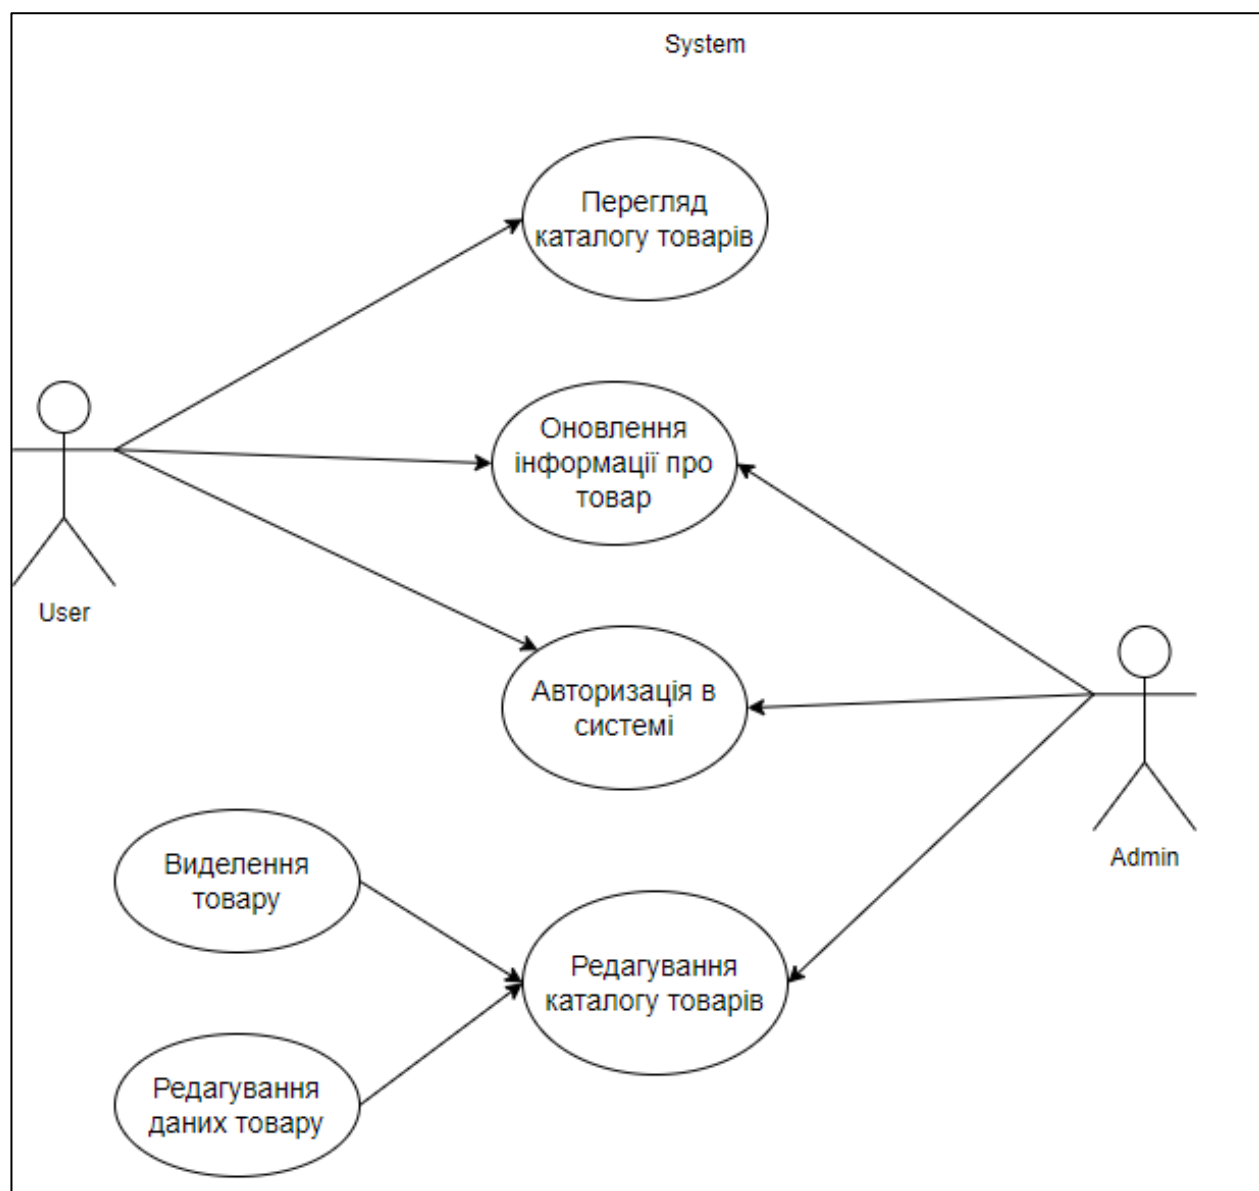 System
Перегляд
каталогу товарів
Оновлення
інформації про
товар
User
Авторизація в
системі
Admin
Виделення
товару
Редагування
каталогу товарів
Редагування
даних товару